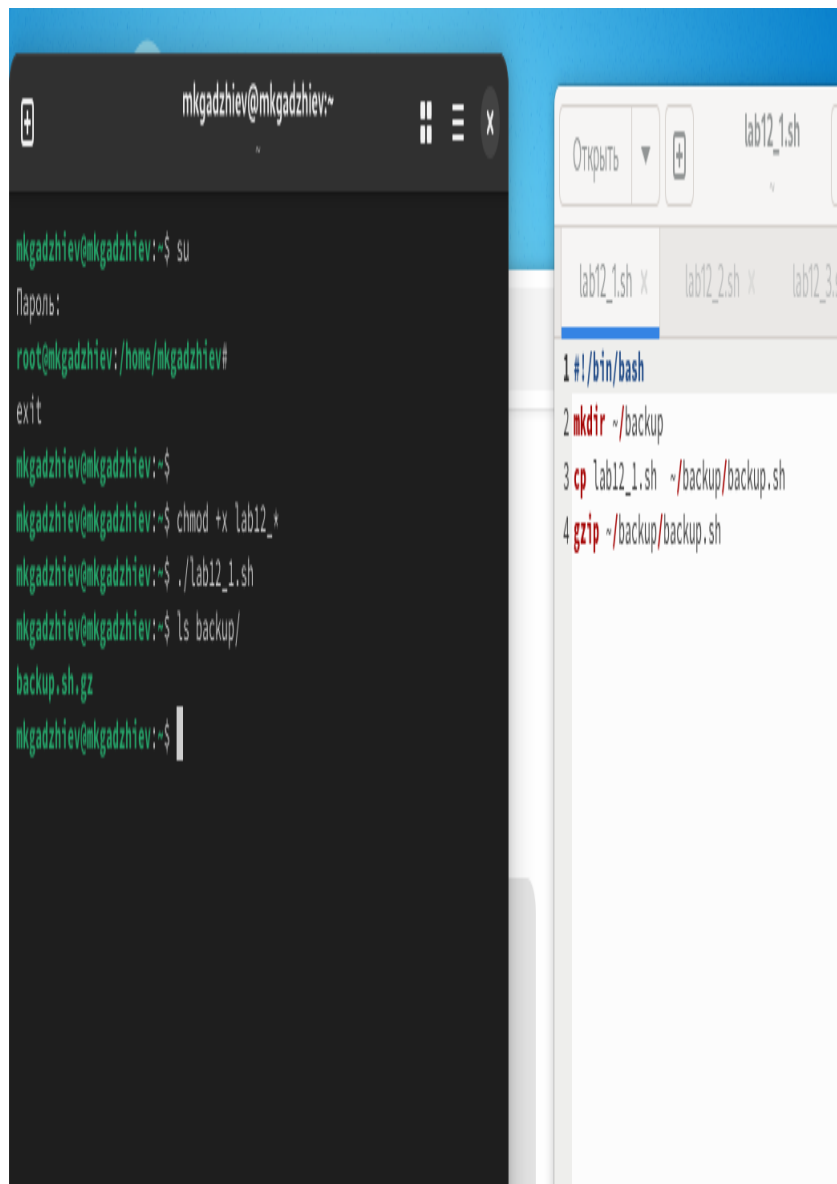 mkgadzhiev@mkgadzhiev:~
~
mkgadzhiev@mkgadzhiev:~$ su
Пароль:
root@mkgadzhiev:/home/mkgadzhiev#
exit
mkgadzhiev@mkgadzhiev:~$
mkgadzhiev@mkgadzhiev:~$ chmod +x lab12_*
mkgadzhiev@mkgadzhiev:~$ ./lab12_1.sh
mkgadzhiev@mkgadzhiev:~$ ls backup/
backup.sh.gz
mkgadzhiev@mkgadzhiev:~$
Открыть
lab12_1.sh
~
lab12_1.sh × lab12_2.sh × lab12_3.s
1 #!/bin/bash
2 mkdir ~/backup
3 cp lab12_1.sh  ~/backup/backup.sh
4 gzip ~/backup/backup.sh